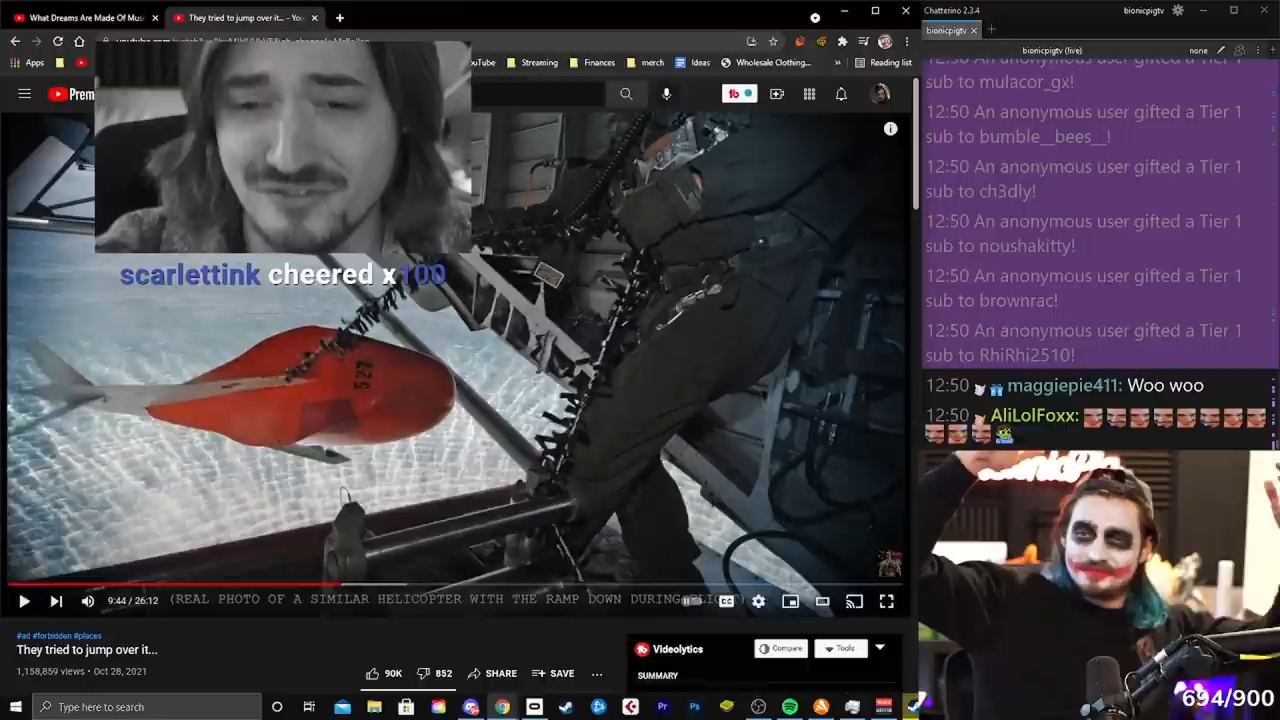 What Dreams Are Made Of Mus
They tried to jump over it... - You
Apps
ouTube
Streaming
Finances
merch
Ideas
Wholesale Clothing...
Reading list
Prem
scarlettink cheered x100
527
9:44 / 26:12
(REAL PHOTO OF A SIMILAR HELICOPTER WITH THE RAMP DOWN DURING FLIGHT)
#ad #forbidden #places
They tried to jump over it...
1,158,859 views • Oct 28, 2021
90K
852
SHARE
SAVE
Videolytics
Compare
Tools
SUMMARY
Type here to search
Chatterino 2.3.4
bionicpigtv
bionicpigtv
bionicpigtv (live)
none
12:50 An anonymous user gifted a Tier 1
sub to mulacor_gx!
12:50 An anonymous user gifted a Tier 1
sub to bumble__bees__!
12:50 An anonymous user gifted a Tier 1
sub to ch3dly!
12:50 An anonymous user gifted a Tier 1
sub to noushakitty!
12:50 An anonymous user gifted a Tier 1
sub to brownrac!
12:50 An anonymous user gifted a Tier 1
sub to RhiRhi2510!
12:50 maggiepie411: Woo woo
12:50 AliLolFoxx:
694/900